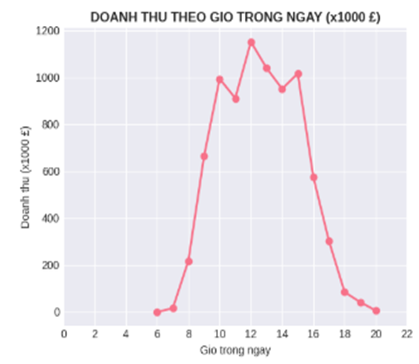 DOANH THU THEO GIO TRONG NGAY (x1000 £)
1200
1000
800
600
400
200
0
Doanh thu (x1000 £)
0 2 4 6 8 10 12 14 16 18 20 22
Gio trong ngay